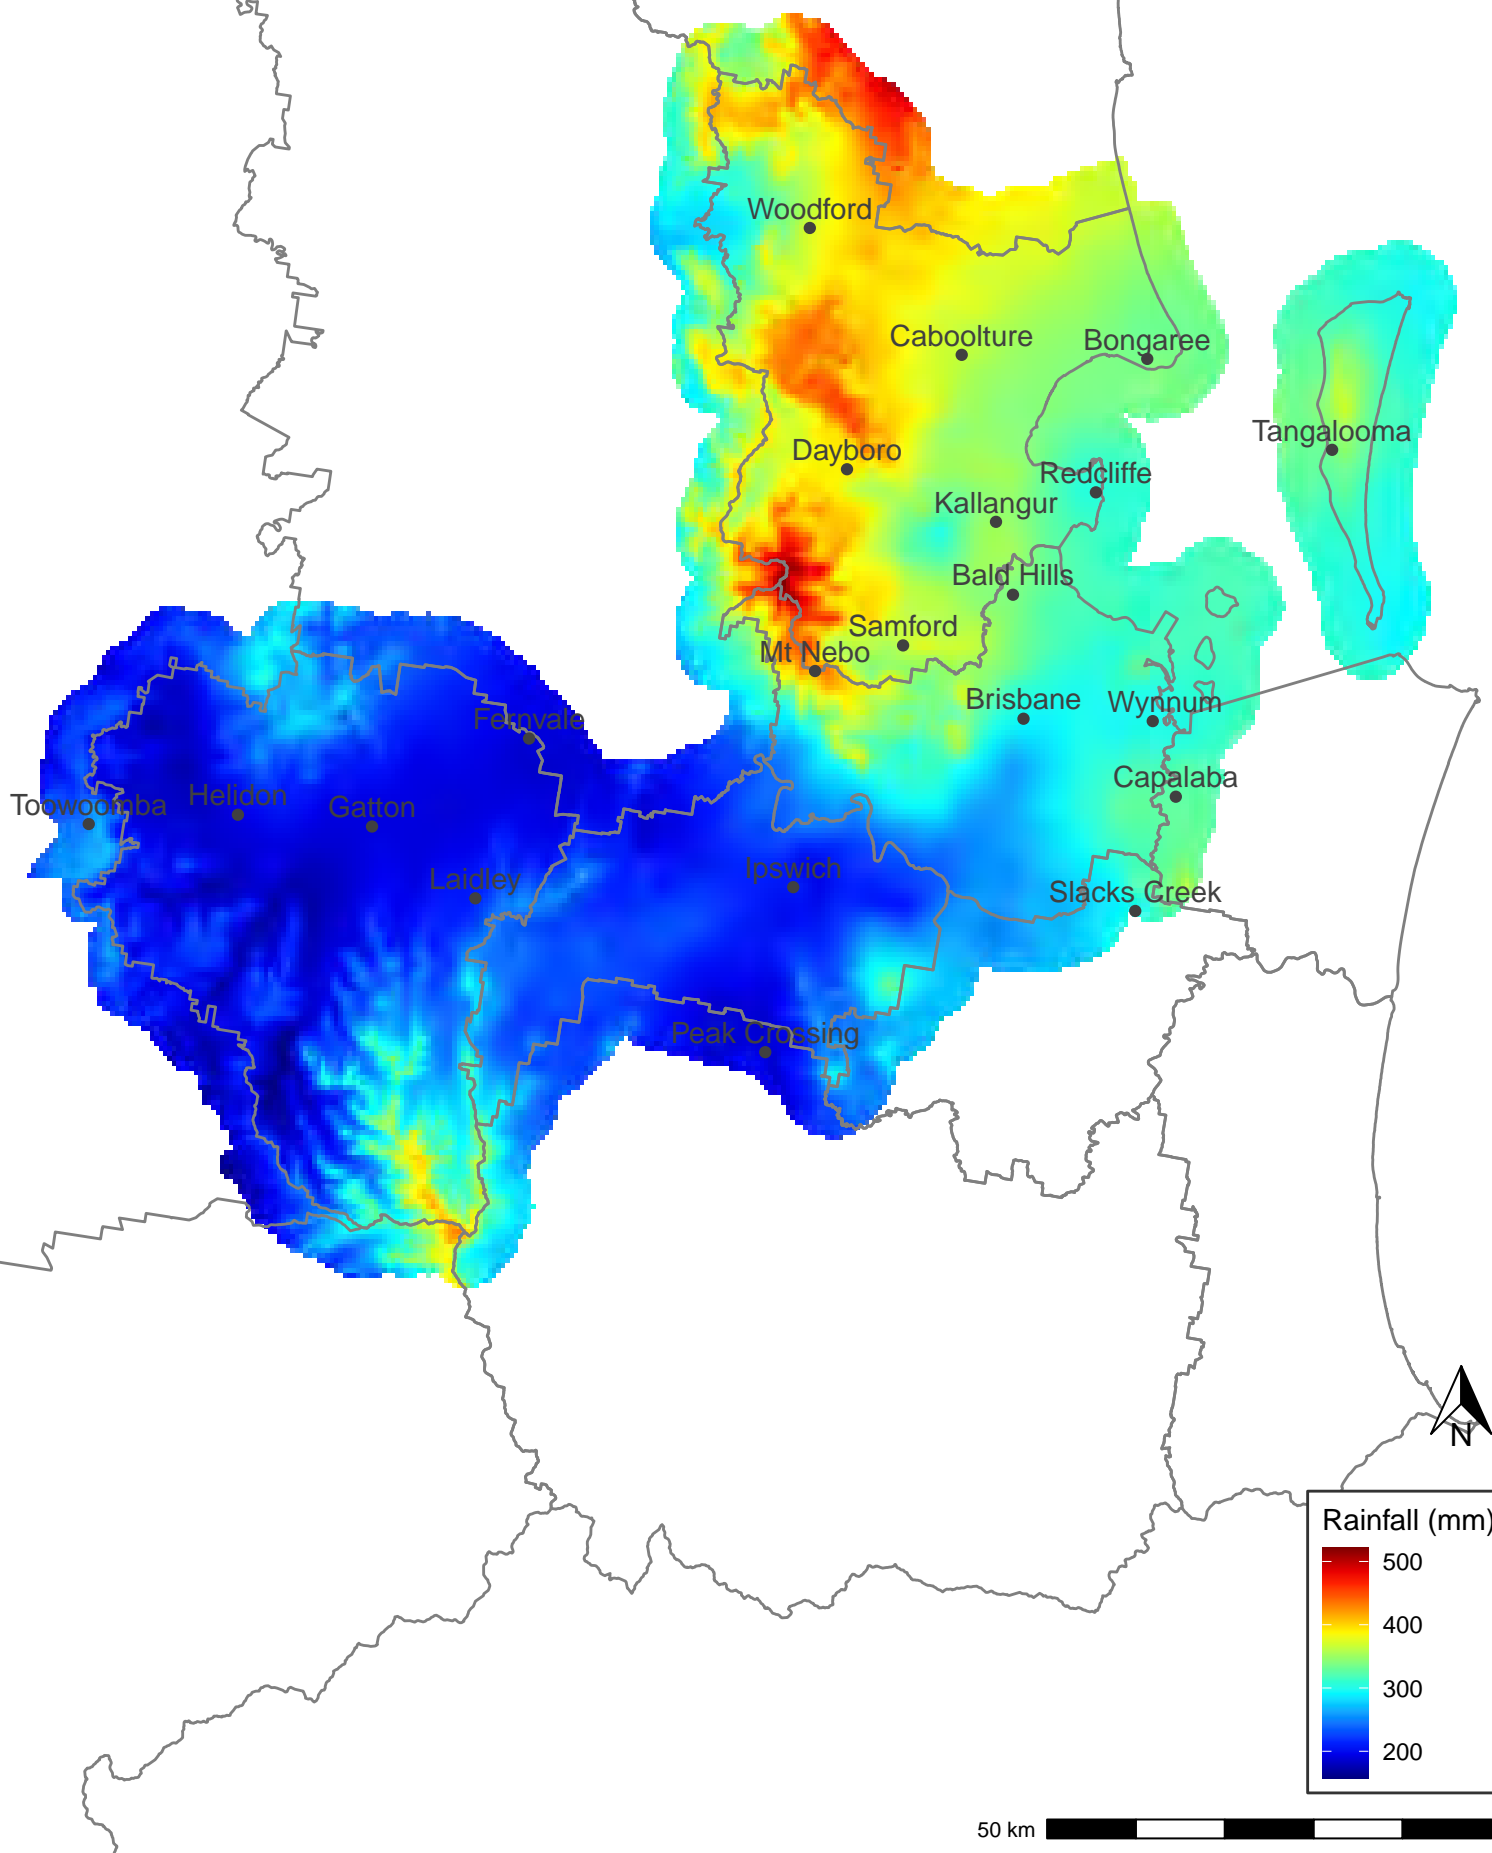 Woodford
Caboolture
Bongaree
Tangalooma
Dayboro
Redcliffe
Kallangur
Bald Hills
Samford
Mt Nebo
Brisbane
Wynnum
Fernvale
Capalaba
Toowoomba
Helidon
Gatton
Ipswich
Laidley
Slacks Creek
Peak Crossing
N
Rainfall (mm)
500
400
300
200
50 km